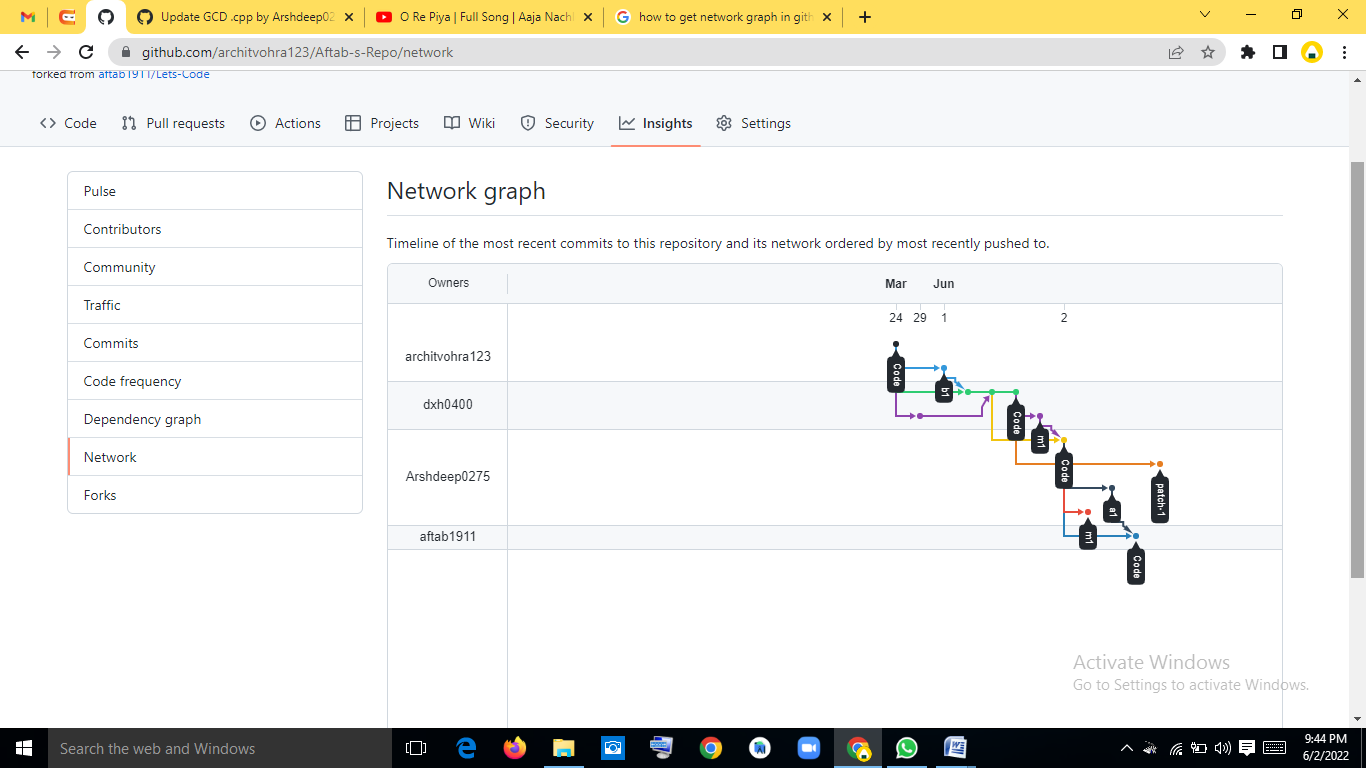 Update GCD .cpp by Arshdeep02
O Re Piya | Full Song | Aaja Nachl
how to get network graph in gith
github.com/architvohra123/Aftab-s-Repo/network
forked from aftab1911/Lets-Code
Code
Pull requests
Actions
Projects
Wiki
Security
Insights
Settings
Pulse
Contributors
Community
Traffic
Commits
Code frequency
Dependency graph
Network
Forks
Network graph
Timeline of the most recent commits to this repository and its network ordered by most recently pushed to.
Owners
Mar
Jun
24
29
1
2
architvohra123
dxh0400
Arshdeep0275
aftab1911
Code
b1
Code
m1
Code
patch-1
a1
m1
Code
Activate Windows
Go to Settings to activate Windows.
Search the web and Windows
9:44 PM
6/2/2022